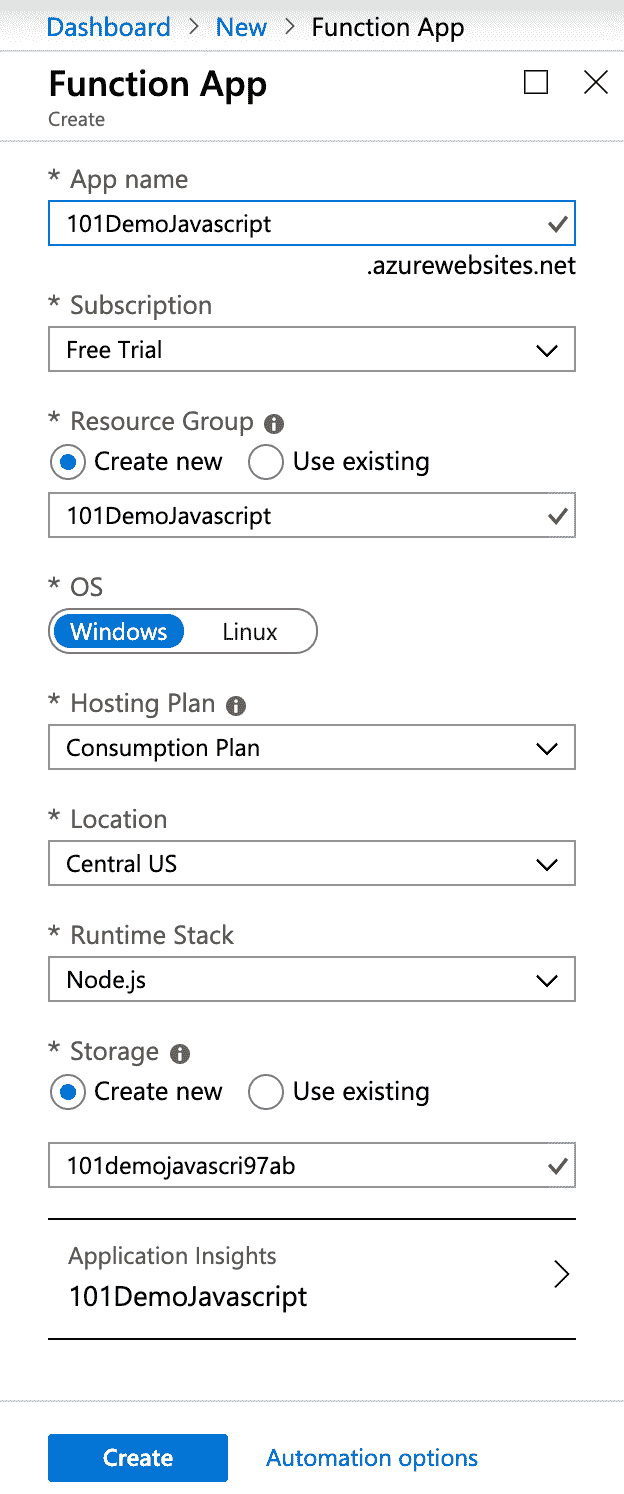 Dashboard > New > Function App
Function App
Create
* App name
101DemoJavascript
.azurewebsites.net
* Subscription
Free Trial
* Resource Group
Create new Use existing
101DemoJavascript
* OS
Windows Linux
* Hosting Plan
Consumption Plan
* Location
Central US
* Runtime Stack
Node.js
* Storage
Create new Use existing
101demojavascri97ab
Application Insights
101DemoJavascript
Create Automation options